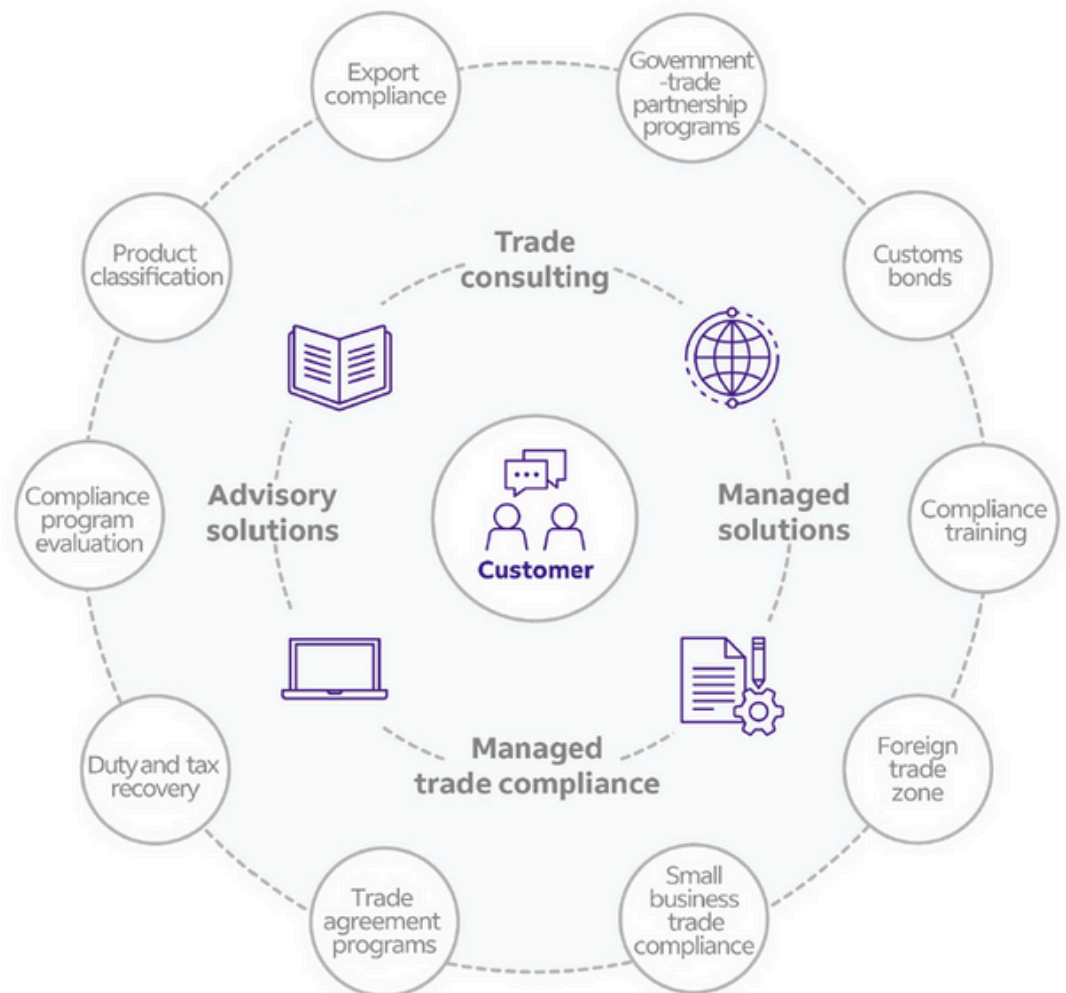 Export
compliance
Government
-trade
partnership
programs
Product
classification
Trade
consulting
Customs
bonds
Compliance
program
evaluation
Advisory
solutions
Customer
Managed
solutions
Compliance
training
Duty and tax
recovery
Managed
trade compliance
Foreign
trade
zone
Trade
agreement
programs
Small
business
trade
compliance